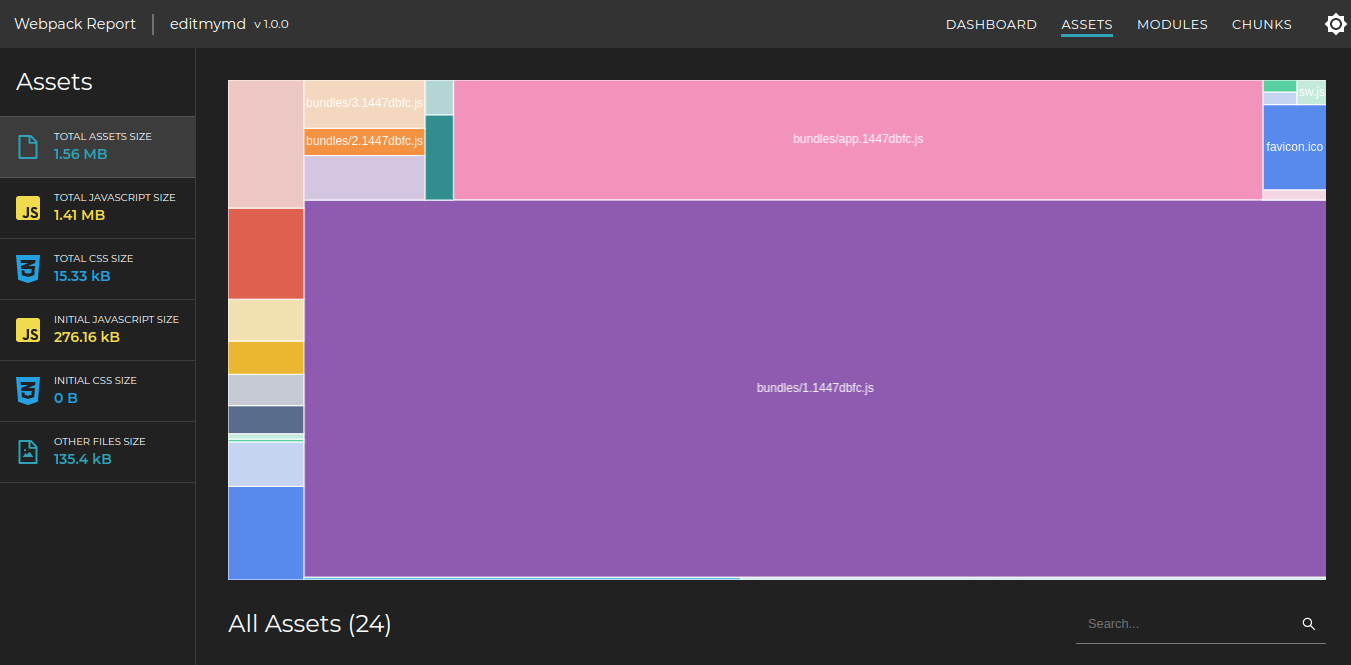 Webpack Report editmymd v 1.0.0 DASHBOARD ASSETS MODULES CHUNKS
Assets
TOTAL ASSETS SIZE
1.56 MB
TOTAL JAVASCRIPT SIZE
1.41 MB
TOTAL CSS SIZE
15.33 kB
INITIAL JAVASCRIPT SIZE
276.16 kB
INITIAL CSS SIZE
0 B
OTHER FILES SIZE
135.4 kB
JS
JS
bundles/3.1447dbfc.js
bundles/2.1447dbfc.js
bundles/app.1447dbfc.js
sw.js
favicon.ico
bundles/1.1447dbfc.js
All Assets (24)
Search...